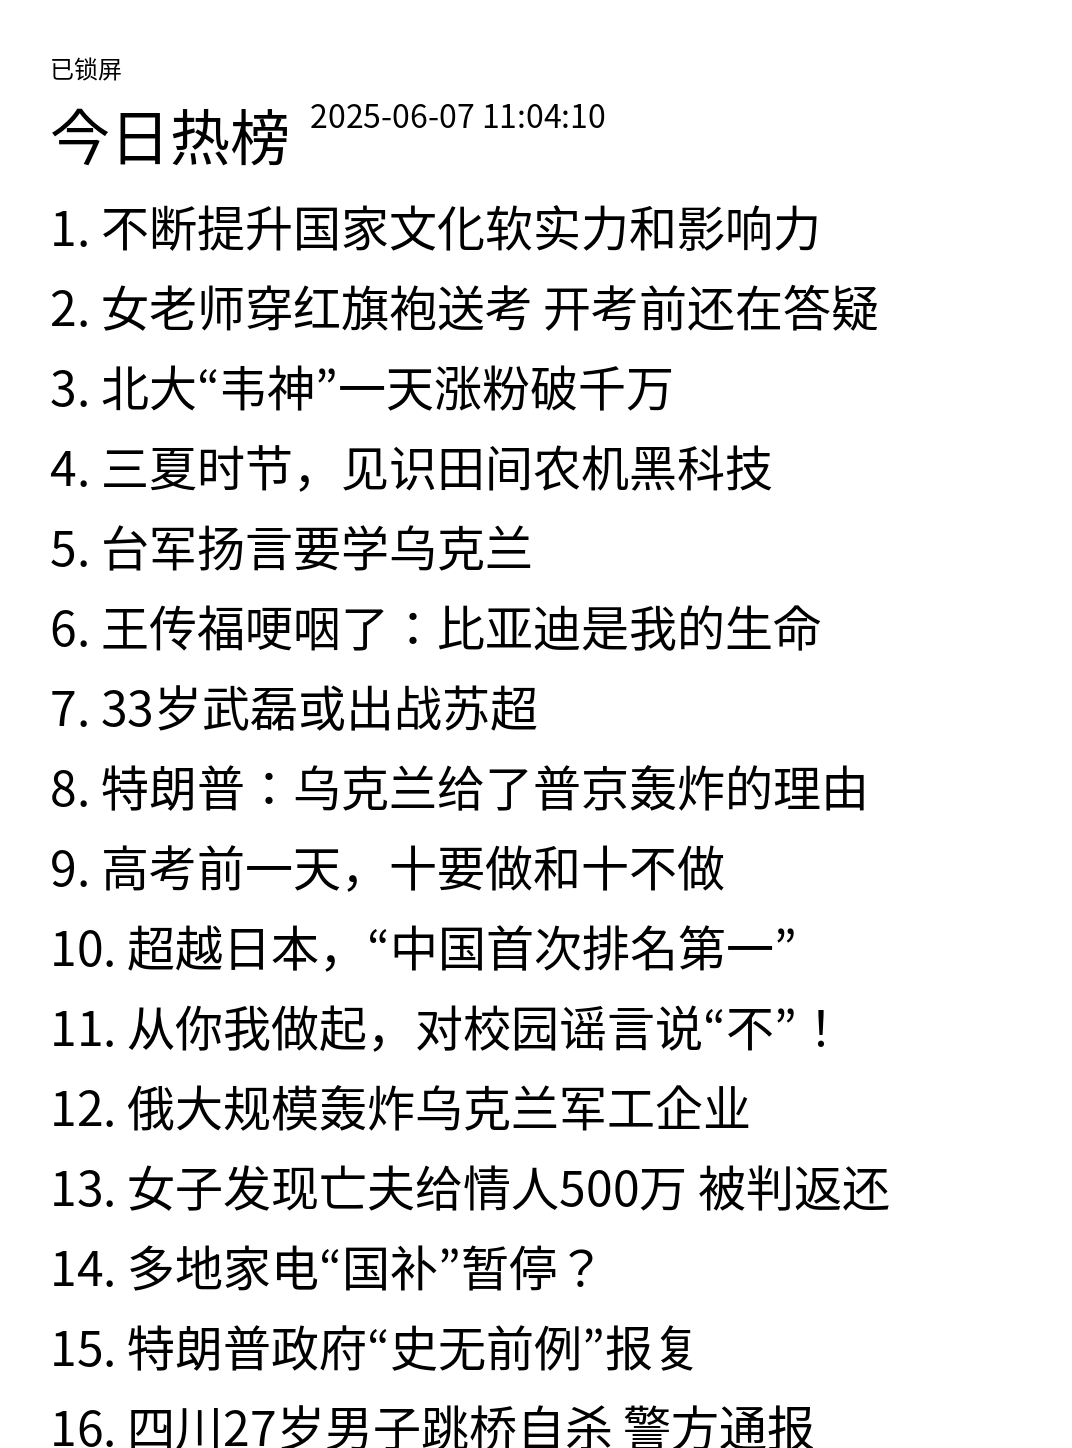 已锁屏
今日热榜 2025-06-07 11:04:10
1. 不断提升国家文化软实力和影响力
2. 女老师穿红旗袍送考 开考前还在答疑
3. 北大“韦神”一天涨粉破千万
4. 三夏时节，见识田间农机黑科技
5. 台军扬言要学乌克兰
6. 王传福哽咽了：比亚迪是我的生命
7. 33岁武磊或出战苏超
8. 特朗普：乌克兰给了普京轰炸的理由
9. 高考前一天，十要做和十不做
10. 超越日本，“中国首次排名第一”
11. 从你我做起，对校园谣言说“不”！
12. 俄大规模轰炸乌克兰军工企业
13. 女子发现亡夫给情人500万 被判返还
14. 多地家电“国补”暂停？
15. 特朗普政府“史无前例”报复
16. 四川27岁男子跳桥自杀 警方通报